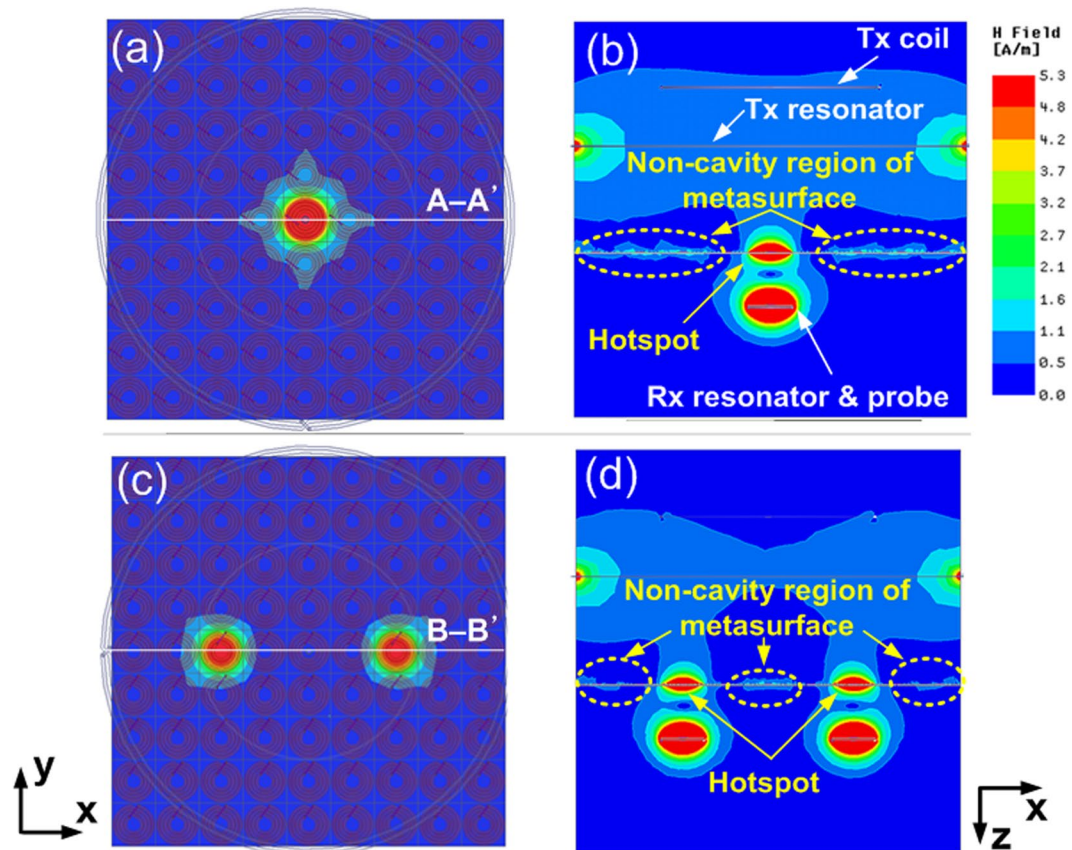 (a)
A–A'
(b)
Tx coil
Tx resonator
Non-cavity region of
metasurface
Hotspot
Rx resonator & probe
H Field
[A/m]
5.3
4.8
4.2
3.7
3.2
2.7
2.1
1.6
1.1
0.5
0.0
(c)
B–B'
(d)
Non-cavity region of
metasurface
Hotspot
y
x
x
z